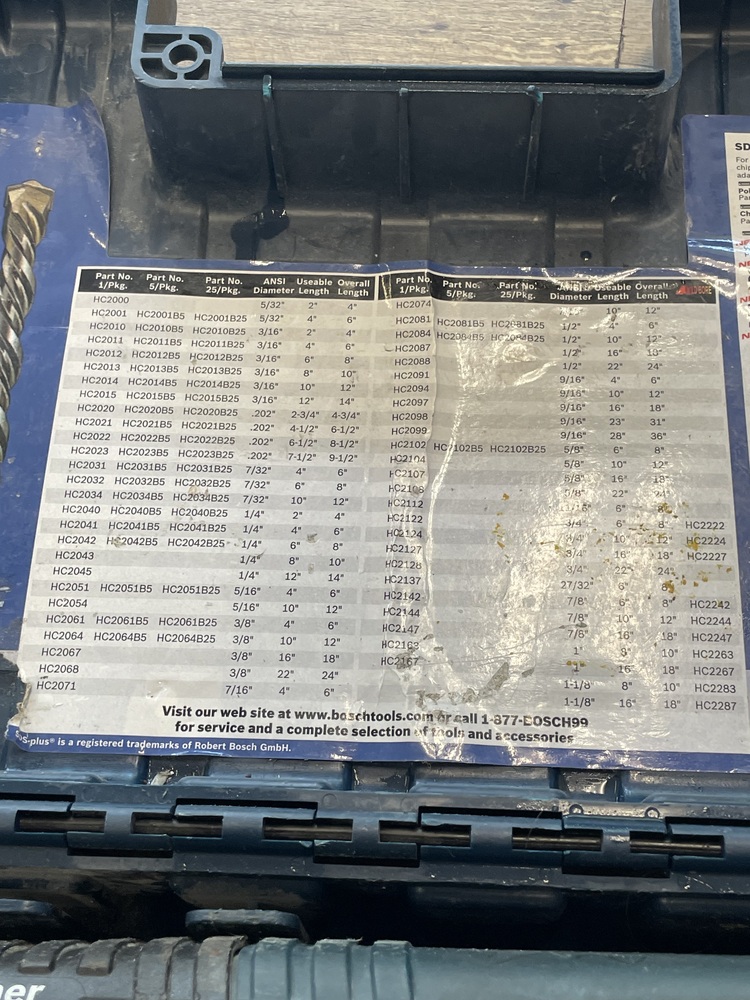 Part No. 1/Pkg. Part No. 5/Pkg. Part No. 25/Pkg. ANSI Diameter Useable Length Overall Length
HC2000 5/32" 2" 4"
HC2001 HC2001B5 HC2001B25 5/32" 4" 6"
HC2010 HC2010B5 HC2010B25 3/16" 2" 4"
HC2011 HC2011B5 HC2011B25 3/16" 4" 6"
HC2012 HC2012B5 HC2012B25 3/16" 6" 8"
HC2013 HC2013B5 HC2013B25 3/16" 8" 10"
HC2014 HC2014B5 HC2014B25 3/16" 10" 12"
HC2015 HC2015B5 HC2015B25 3/16" 12" 14"
HC2020 HC2020B5 HC2020B25 .202" 2-3/4" 4-3/4"
HC2021 HC2021B5 HC2021B25 .202" 4-1/2" 6-1/2"
HC2022 HC2022B5 HC2022B25 .202" 6-1/2" 8-1/2"
HC2023 HC2023B5 HC2023B25 .202" 7-1/2" 9-1/2"
HC2031 HC2031B5 HC2031B25 7/32" 4" 6"
HC2032 HC2032B5 HC2032B25 7/32" 6" 8"
HC2034 HC2034B5 HC2034B25 7/32" 10" 12"
HC2040 HC2040B5 HC2040B25 1/4" 2" 4"
HC2041 HC2041B5 HC2041B25 1/4" 4" 6"
HC2042 HC2042B5 HC2042B25 1/4" 6" 8"
HC2043 1/4" 8" 10"
HC2045 1/4" 12" 14"
HC2051 HC2051B5 HC2051B25 5/16" 4" 6"
HC2054 5/16" 10" 12"
HC2061 HC2061B5 HC2061B25 3/8" 4" 6"
HC2064 HC2064B5 HC2064B25 3/8" 10" 12"
HC2067 3/8" 16" 18"
HC2068 3/8" 22" 24"
HC2071 7/16" 4" 6"
Part No. 1/Pkg. Part No. 5/Pkg. Part No. 25/Pkg. Diameter Useable Length Overall Length
HC2074 10" 12"
HC2081 HC2081B5 HC2081B25 1/2" 4" 6"
HC2084 HC2084B5 HC2084B25 1/2" 10" 12"
HC2087 1/2" 16" 18"
HC2088 1/2" 22" 24"
HC2091 9/16" 4" 6"
HC2094 9/16" 10" 12"
HC2097 9/16" 16" 18"
HC2098 9/16" 23" 31"
HC2099 9/16" 28" 36"
HC2102 HC2102B5 HC2102B25 5/8" 6" 8"
HC2104 5/8" 10" 12"
HC2107 5/8" 16" 18"
HC2108 5/8" 22" 24"
HC2112 6" 8"
HC2122 3/4" 6" 8" HC2222
HC2124 3/4" 10" 12" HC2224
HC2127 3/4" 16" 18" HC2227
HC2128 3/4" 22" 24"
HC2137 27/32" 6" 8"
HC2142 7/8" 6" 8" HC2242
HC2144 7/8" 10" 12" HC2244
HC2147 7/8" 16" 18" HC2247
HC2163 1" 8" 10" HC2263
HC2167 1" 16" 18" HC2267
1-1/8" 8" 10" HC2283
1-1/8" 16" 18" HC2287
Visit our web site at www.boschtools.com or call 1-877-BOSCH99
for service and a complete selection of tools and accessories
SDS-plus® is a registered trademarks of Robert Bosch GmbH.